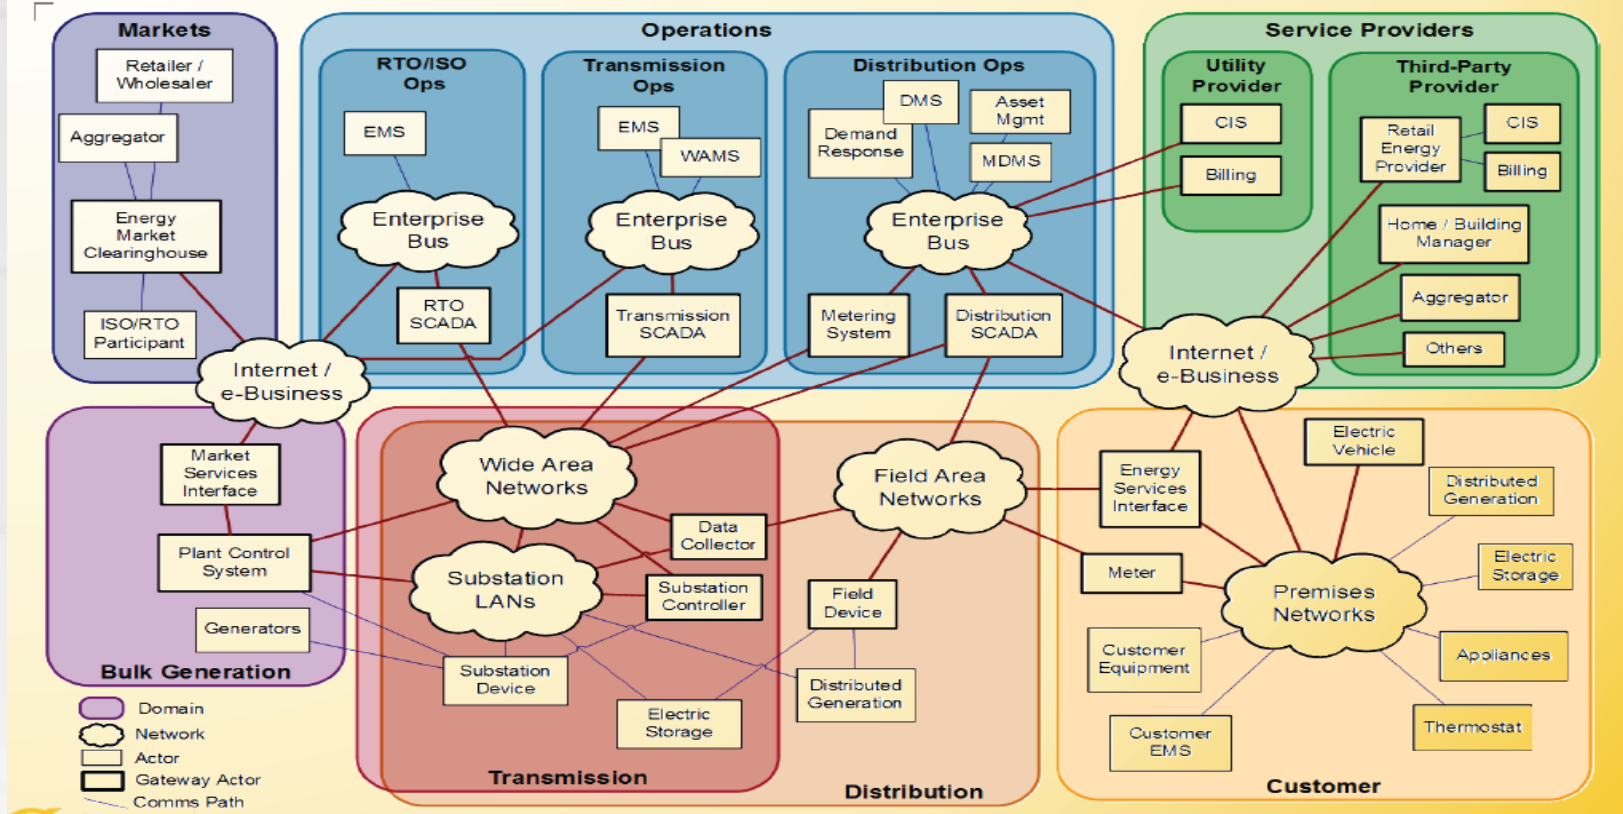 Markets
Retailer /
Wholesaler
Aggregator
Energy
Market
Clearinghouse
ISO/RTO
Participant
Internet /
e-Business
Operations
RTO/ISO
Ops
EMS
Enterprise
Bus
RTO
SCADA
Transmission
Ops
EMS
WAMS
Enterprise
Bus
Transmission
SCADA
Distribution Ops
DMS
Asset
Mgmt
Demand
Response
MDMS
Enterprise
Bus
Metering
System
Distribution
SCADA
Service Providers
Utility
Provider
CIS
Billing
Third-Party
Provider
Retail
Energy
Provider
CIS
Billing
Home / Building
Manager
Aggregator
Others
Internet /
e-Business
Market
Services
Interface
Plant Control
System
Generators
Bulk Generation
Wide Area
Networks
Data
Collector
Substation
LANs
Substation
Controller
Substation
Device
Electric
Storage
Transmission
Field Area
Networks
Field
Device
Distributed
Generation
Distribution
Energy
Services
Interface
Electric
Vehicle
Distributed
Generation
Meter
Premises
Networks
Electric
Storage
Customer
Equipment
Appliances
Customer
EMS
Thermostat
Customer
Domain
Network
Actor
Gateway Actor
Comms Path